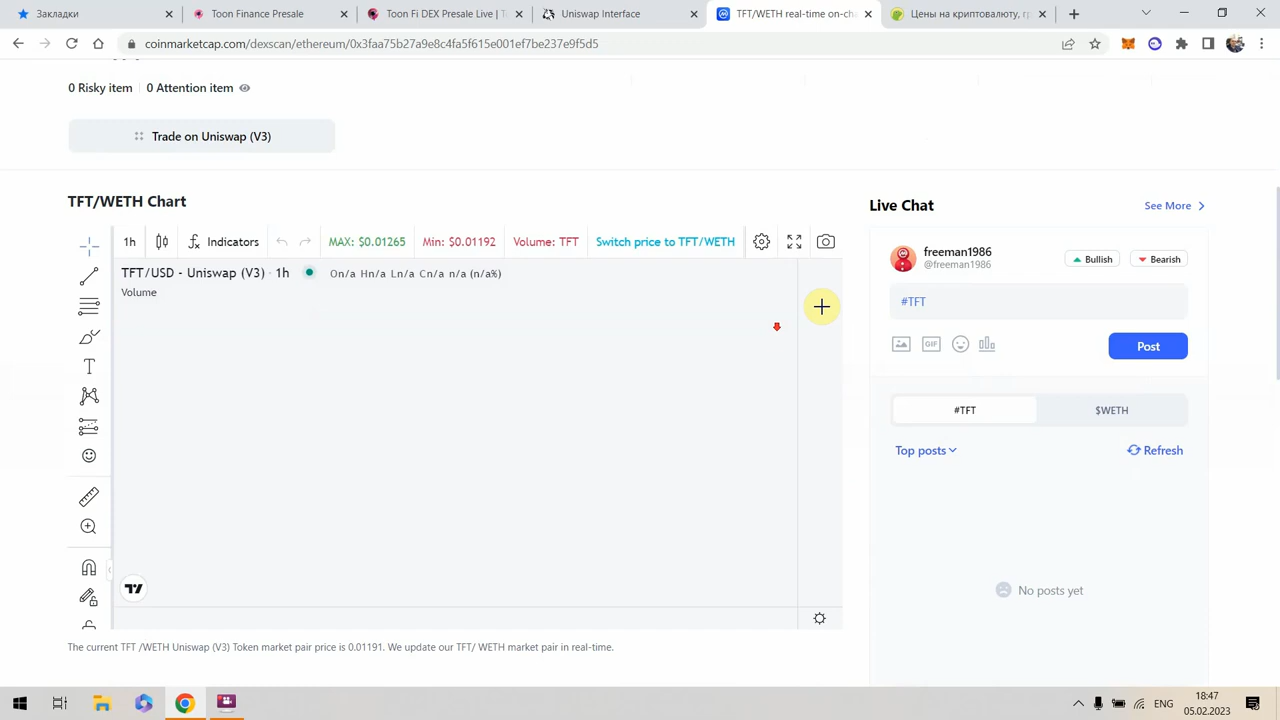 Закладки
Toon Finance Presale
Toon Fi DEX Presale Live | T
Uniswap Interface
TFT/WETH real-time on-ch
Цены на криптовалюту, гр
coinmarketcap.com/dexscan/ethereum/0x3faa75b27a9e8c4fa5f615e001ef7be237e9f5d5
0 Risky item
0 Attention item
Trade on Uniswap (V3)
TFT/WETH Chart
1h
Indicators
MAX: $0.01265
Min: $0.01192
Volume: TFT
Switch price to TFT/WETH
TFT/USD - Uniswap (V3) · 1h
On/a Hn/a Ln/a Cn/a n/a (n/a%)
Volume
The current TFT /WETH Uniswap (V3) Token market pair price is 0.01191. We update our TFT/ WETH market pair in real-time.
Live Chat
See More
freeman1986
@freeman1986
Bullish
Bearish
#TFT
GIF
Post
#TFT
$WETH
Top posts
Refresh
No posts yet
ENG
18:47
05.02.2023